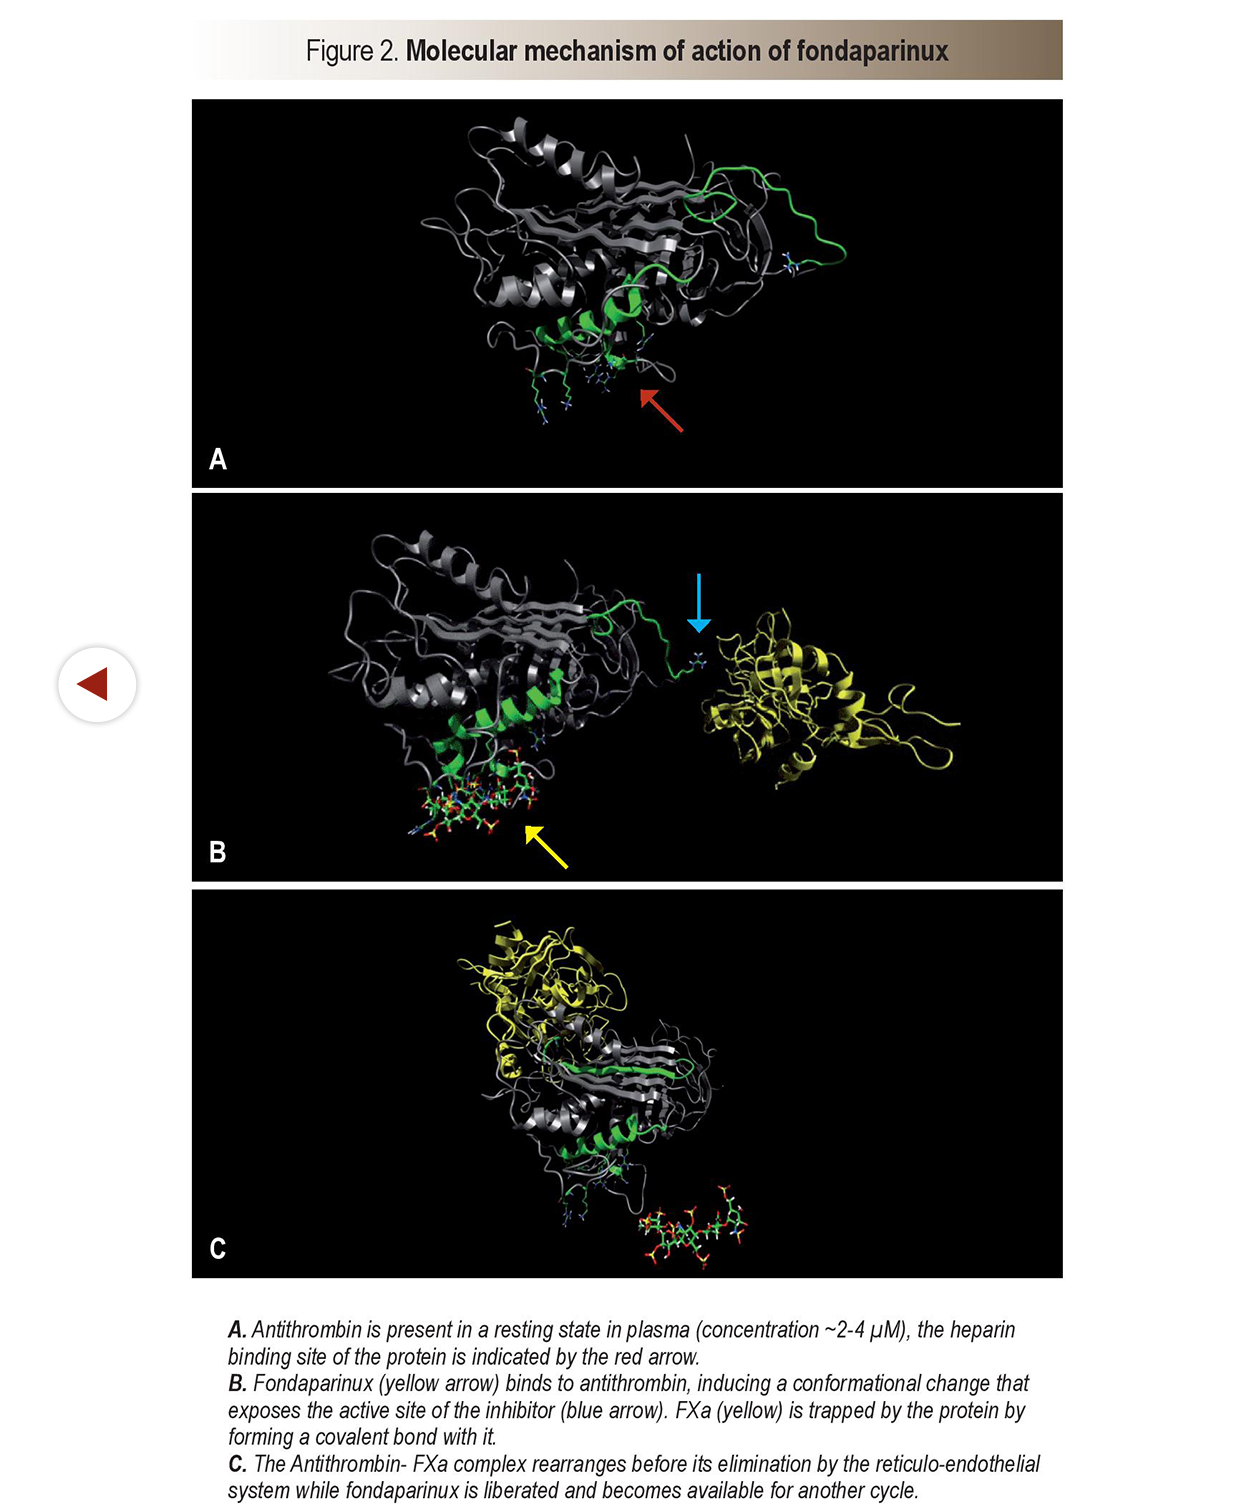 Figure 2. Molecular mechanism of action of fondaparinux
A
B
C
A. Antithrombin is present in a resting state in plasma (concentration ~2-4 µM), the heparin
binding site of the protein is indicated by the red arrow.
B. Fondaparinux (yellow arrow) binds to antithrombin, inducing a conformational change that
exposes the active site of the inhibitor (blue arrow). FXa (yellow) is trapped by the protein by
forming a covalent bond with it.
C. The Antithrombin- FXa complex rearranges before its elimination by the reticulo-endothelial
system while fondaparinux is liberated and becomes available for another cycle.